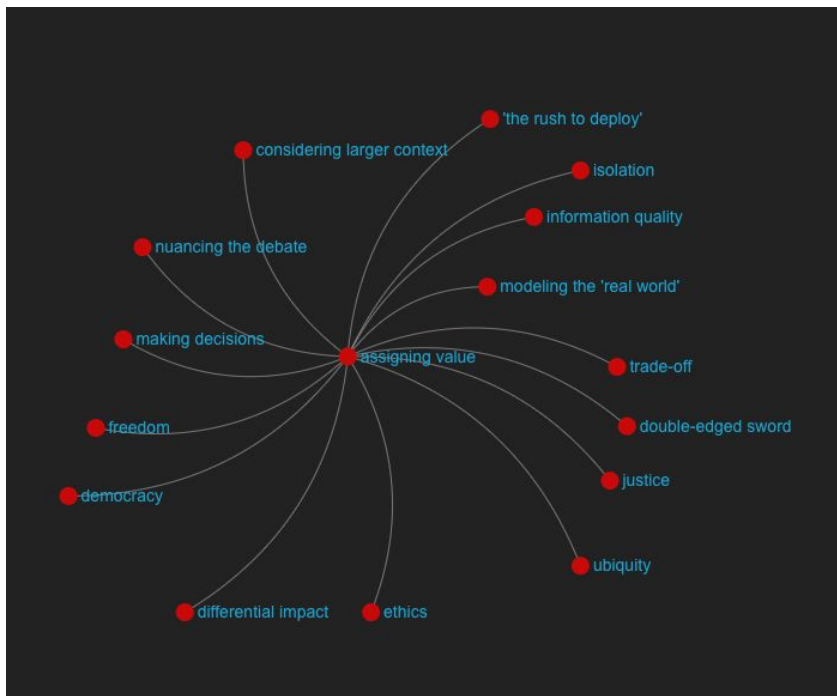 'the rush to deploy'
considering larger context
isolation
information quality
nuancing the debate
modeling the 'real world'
making decisions
assigning value
trade-off
freedom
double-edged sword
justice
democracy
ubiquity
differential impact
ethics